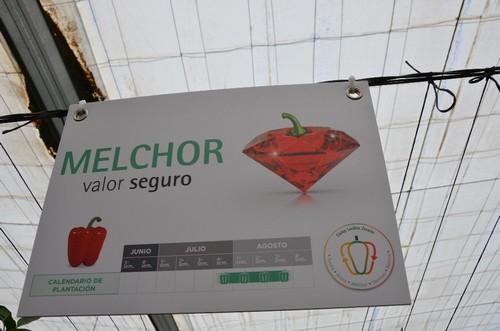 MELCHOR
valor seguro
JUNIO JULIO AGOSTO
CALENDARIO DE
PLANTACIÓN